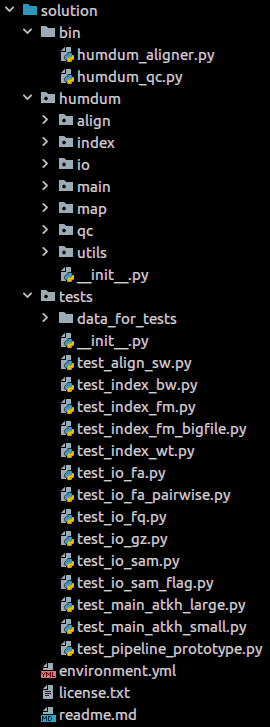 solution
bin
humdum_aligner.py
humdum_qc.py
humdum
align
index
io
main
map
qc
utils
__init__.py
tests
data_for_tests
__init__.py
test_align_sw.py
test_index_bw.py
test_index_fm.py
test_index_fm_bigfile.py
test_index_wt.py
test_io_fa.py
test_io_fa_pairwise.py
test_io_fq.py
test_io_gz.py
test_io_sam.py
test_io_sam_flag.py
test_main_atkh_large.py
test_main_atkh_small.py
test_pipeline_prototype.py
YML environment.yml
license.txt
MD readme.md